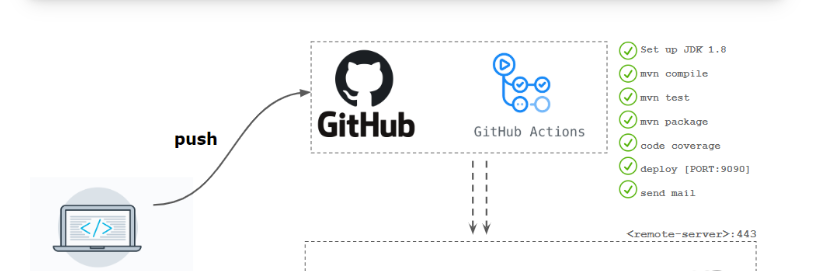 Set up JDK 1.8
mvn compile
mvn test
mvn package
code coverage
deploy [PORT:9090]
send mail
GitHub
GitHub Actions
push
</>
<remote-server>:443